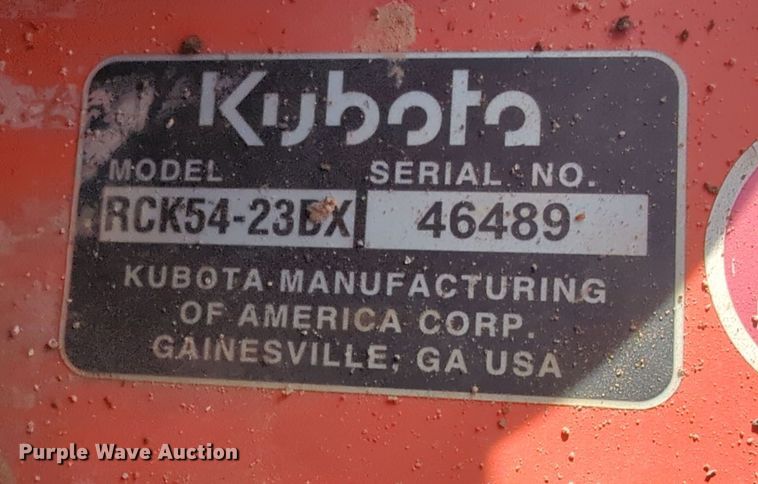 Kubota
MODEL SERIAL NO.
RCK54-23BX 46489
KUBOTA MANUFACTURING
OF AMERICA CORP.
GAINESVILLE, GA USA
Purple Wave Auction